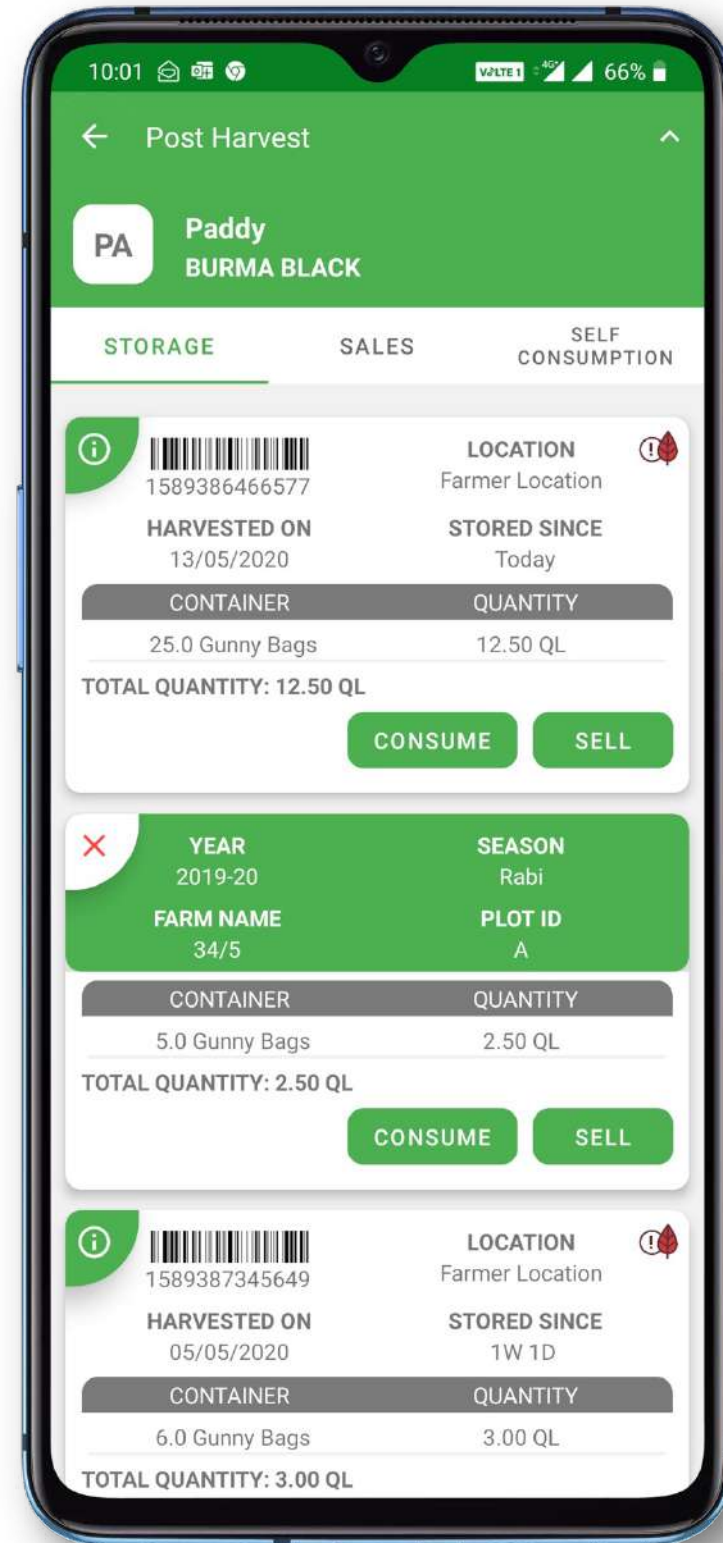 10:01 VoLTE 1 4G+ 66%
Post Harvest
PA
Paddy
BURMA BLACK
STORAGE SALES SELF CONSUMPTION
1589386466577
LOCATION
Farmer Location
HARVESTED ON STORED SINCE
13/05/2020 Today
CONTAINER QUANTITY
25.0 Gunny Bags 12.50 QL
TOTAL QUANTITY: 12.50 QL
CONSUME SELL
YEAR SEASON
2019-20 Rabi
FARM NAME PLOT ID
34/5 A
CONTAINER QUANTITY
5.0 Gunny Bags 2.50 QL
TOTAL QUANTITY: 2.50 QL
CONSUME SELL
1589387345649
LOCATION
Farmer Location
HARVESTED ON STORED SINCE
05/05/2020 1W 1D
CONTAINER QUANTITY
6.0 Gunny Bags 3.00 QL
TOTAL QUANTITY: 3.00 QL